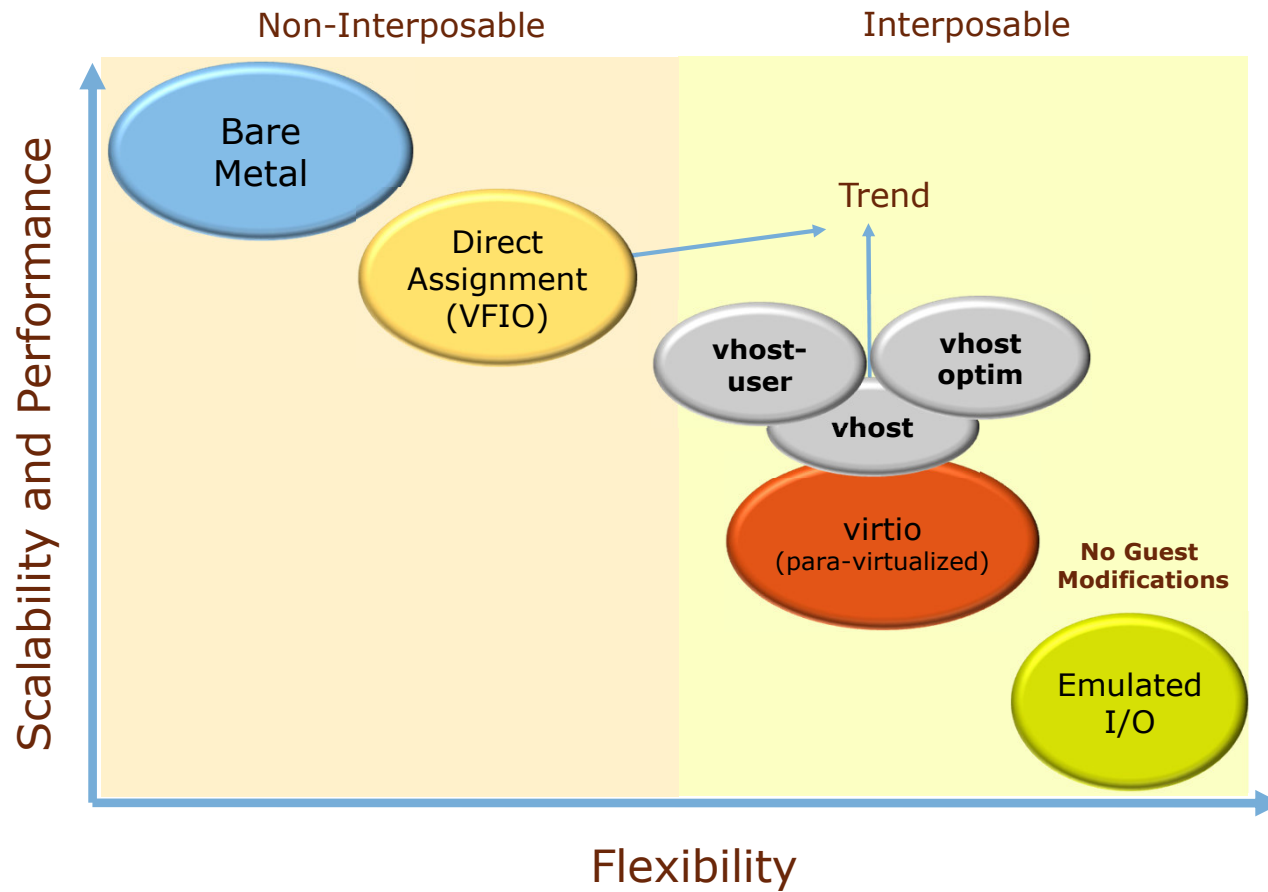 Non-Interposable
Interposable
Scalability and Performance
Bare
Metal
Direct
Assignment
(VFIO)
Trend
vhost-
user
vhost
optim
vhost
virtio
(para-virtualized)
No Guest
Modifications
Emulated
I/O
Flexibility